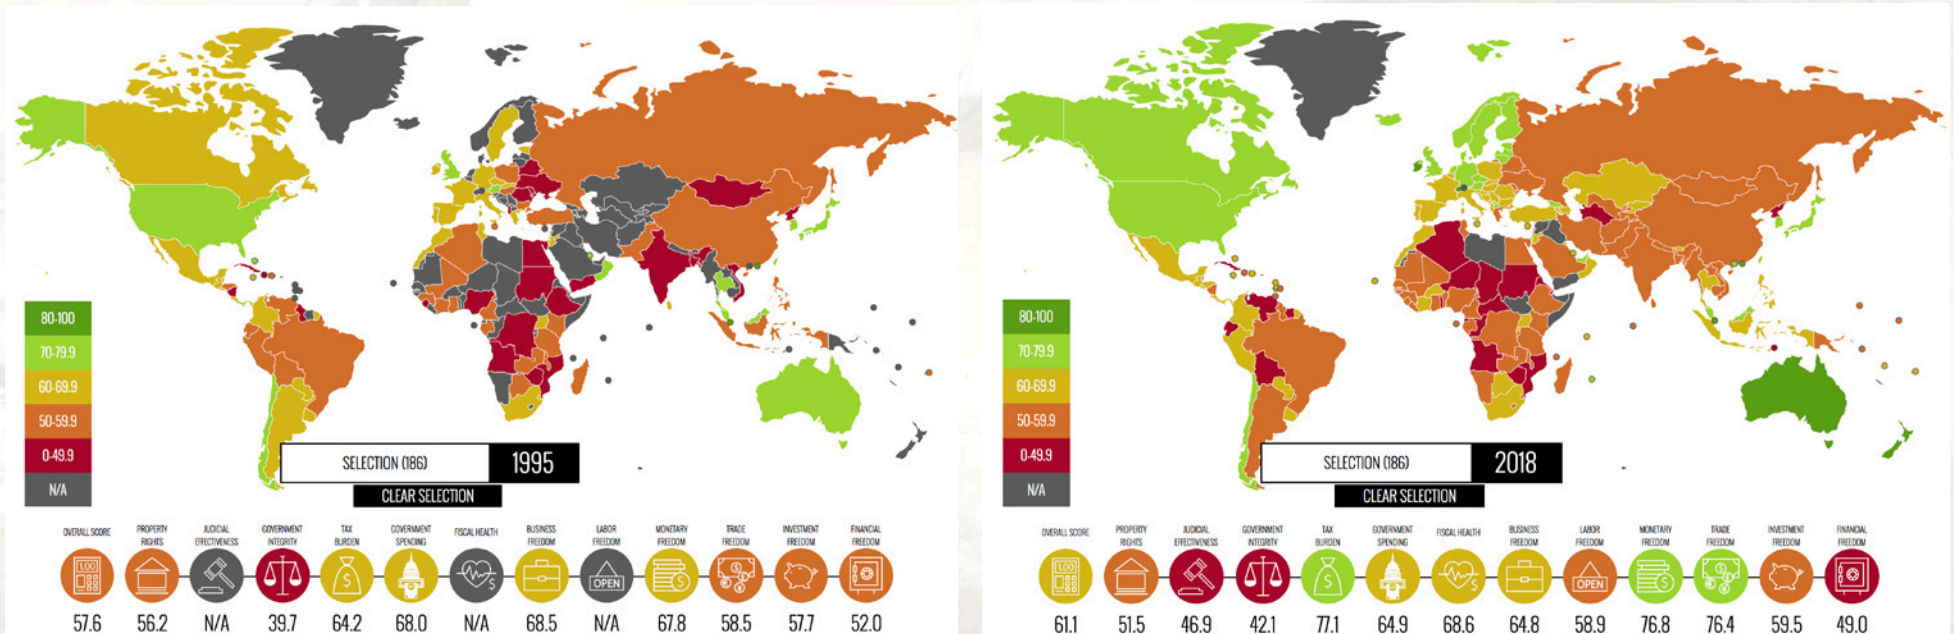 80-100
70-79.9
60-69.9
50-59.9
0-49.9
N/A
SELECTION (186) 1995
CLEAR SELECTION
OVERALL SCORE PROPERTY RIGHTS JUDICIAL EFFECTIVENESS GOVERNMENT INTEGRITY TAX BURDEN GOVERNMENT SPENDING FISCAL HEALTH BUSINESS FREEDOM LABOR FREEDOM MONETARY FREEDOM TRADE FREEDOM INVESTMENT FREEDOM FINANCIAL FREEDOM
1.00 OPEN
57.6 56.2 N/A 39.7 64.2 68.0 N/A 68.5 N/A 67.8 58.5 57.7 52.0
80-100
70-79.9
60-69.9
50-59.9
0-49.9
N/A
SELECTION (186) 2018
CLEAR SELECTION
OVERALL SCORE PROPERTY RIGHTS JUDICIAL EFFECTIVENESS GOVERNMENT INTEGRITY TAX BURDEN GOVERNMENT SPENDING FISCAL HEALTH BUSINESS FREEDOM LABOR FREEDOM MONETARY FREEDOM TRADE FREEDOM INVESTMENT FREEDOM FINANCIAL FREEDOM
1.00 OPEN
61.1 51.5 46.9 42.1 77.1 64.9 68.6 64.8 58.9 76.8 76.4 59.5 49.0